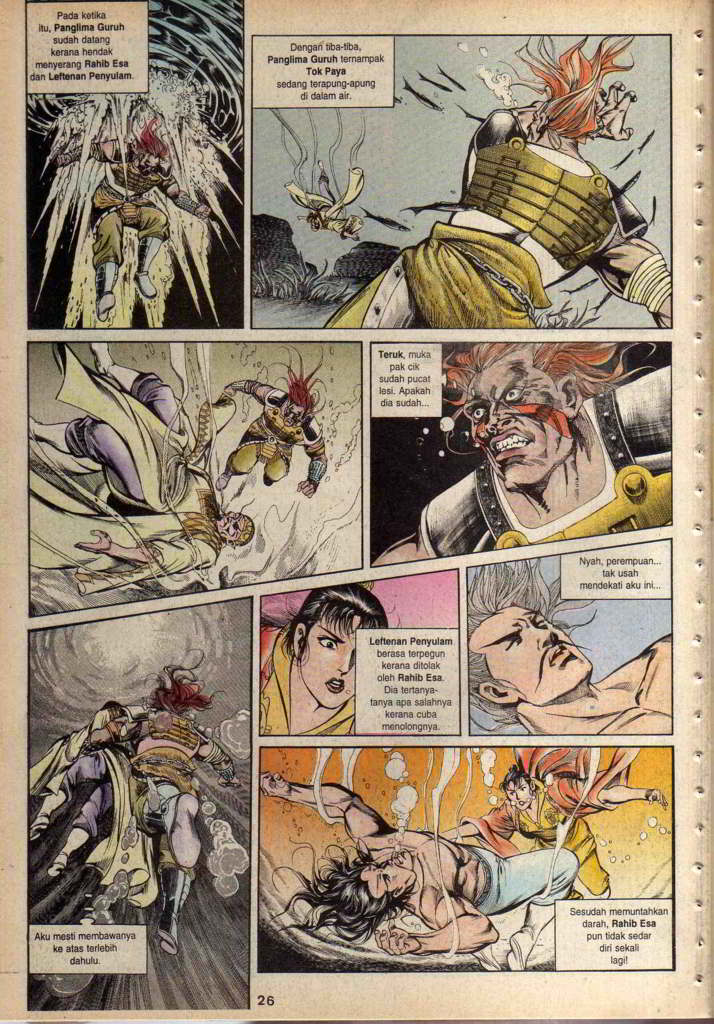 Pada ketika
itu, Panglima Guruh
sudah datang
kerana hendak
menyerang Rahib Esa
dan Leftenan Penyulam.
Dengan tiba-tiba,
Panglima Guruh ternampak
Tok Paya
sedang terapung-apung
di dalam air.
Teruk, muka
pak cik
sudah pucat
lesi. Apakah
dia sudah...
Nyah, perempuan...
tak usah
mendekati aku ini...
Leftenan Penyulam
berasa terpegun
kerana ditolak
oleh Rahib Esa.
Dia tertanya-
tanya apa salahnya
kerana cuba
menolongnya.
Aku mesti membawanya
ke atas terlebih
dahulu.
Sesudah memuntahkan
darah, Rahib Esa
pun tidak sedar
diri sekali
lagi!
26